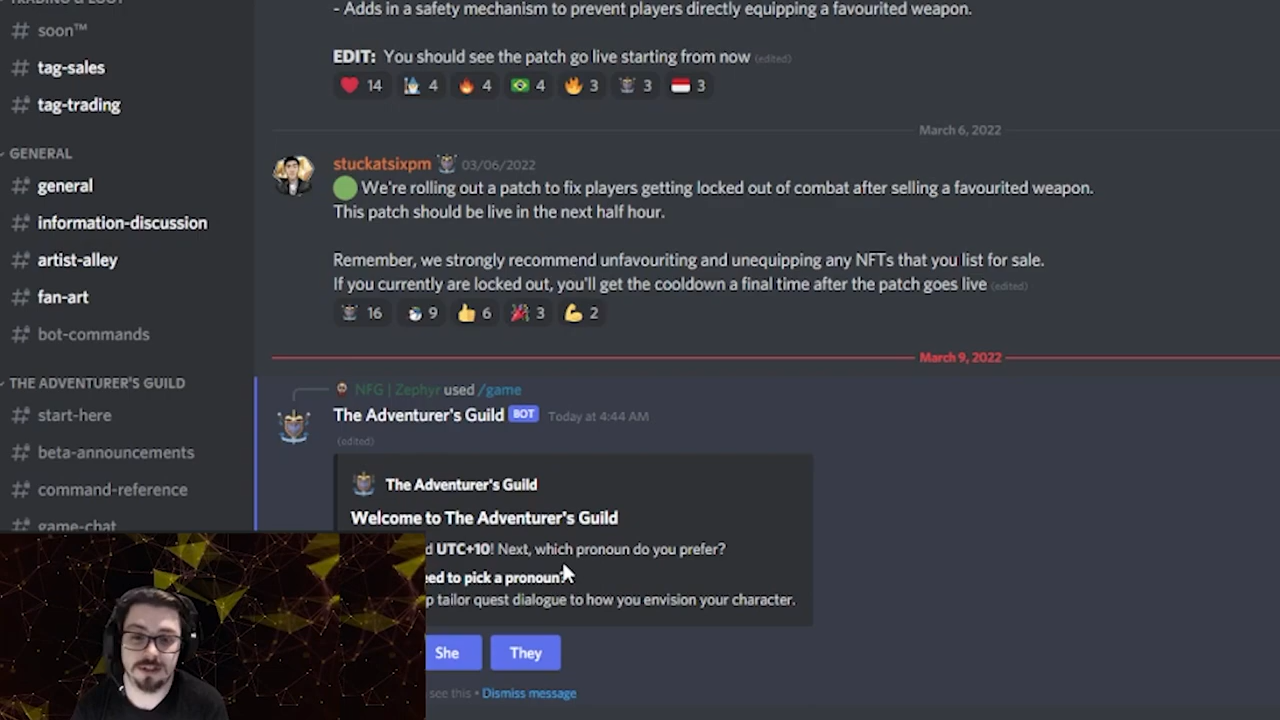 TRADING & LOOT
soon™
tag-sales
tag-trading
GENERAL
general
information-discussion
artist-alley
fan-art
bot-commands
THE ADVENTURER'S GUILD
start-here
beta-announcements
command-reference
game-chat
- Adds in a safety mechanism to prevent players directly equipping a favourited weapon.
EDIT: You should see the patch go live starting from now (edited)
14 4 4 4 3 3 3
March 6, 2022
stuckatsixpm 03/06/2022
We're rolling out a patch to fix players getting locked out of combat after selling a favourited weapon.
This patch should be live in the next half hour.
Remember, we strongly recommend unfavouriting and unequipping any NFTs that you list for sale.
If you currently are locked out, you'll get the cooldown a final time after the patch goes live (edited)
16 9 6 3 2
March 9, 2022
NFG | Zephyr used /game
The Adventurer's Guild BOT Today at 4:44 AM
(edited)
The Adventurer's Guild
Welcome to The Adventurer's Guild
UTC+10! Next, which pronoun do you prefer?
to pick a pronoun?
tailor quest dialogue to how you envision your character.
She They
see this • Dismiss message